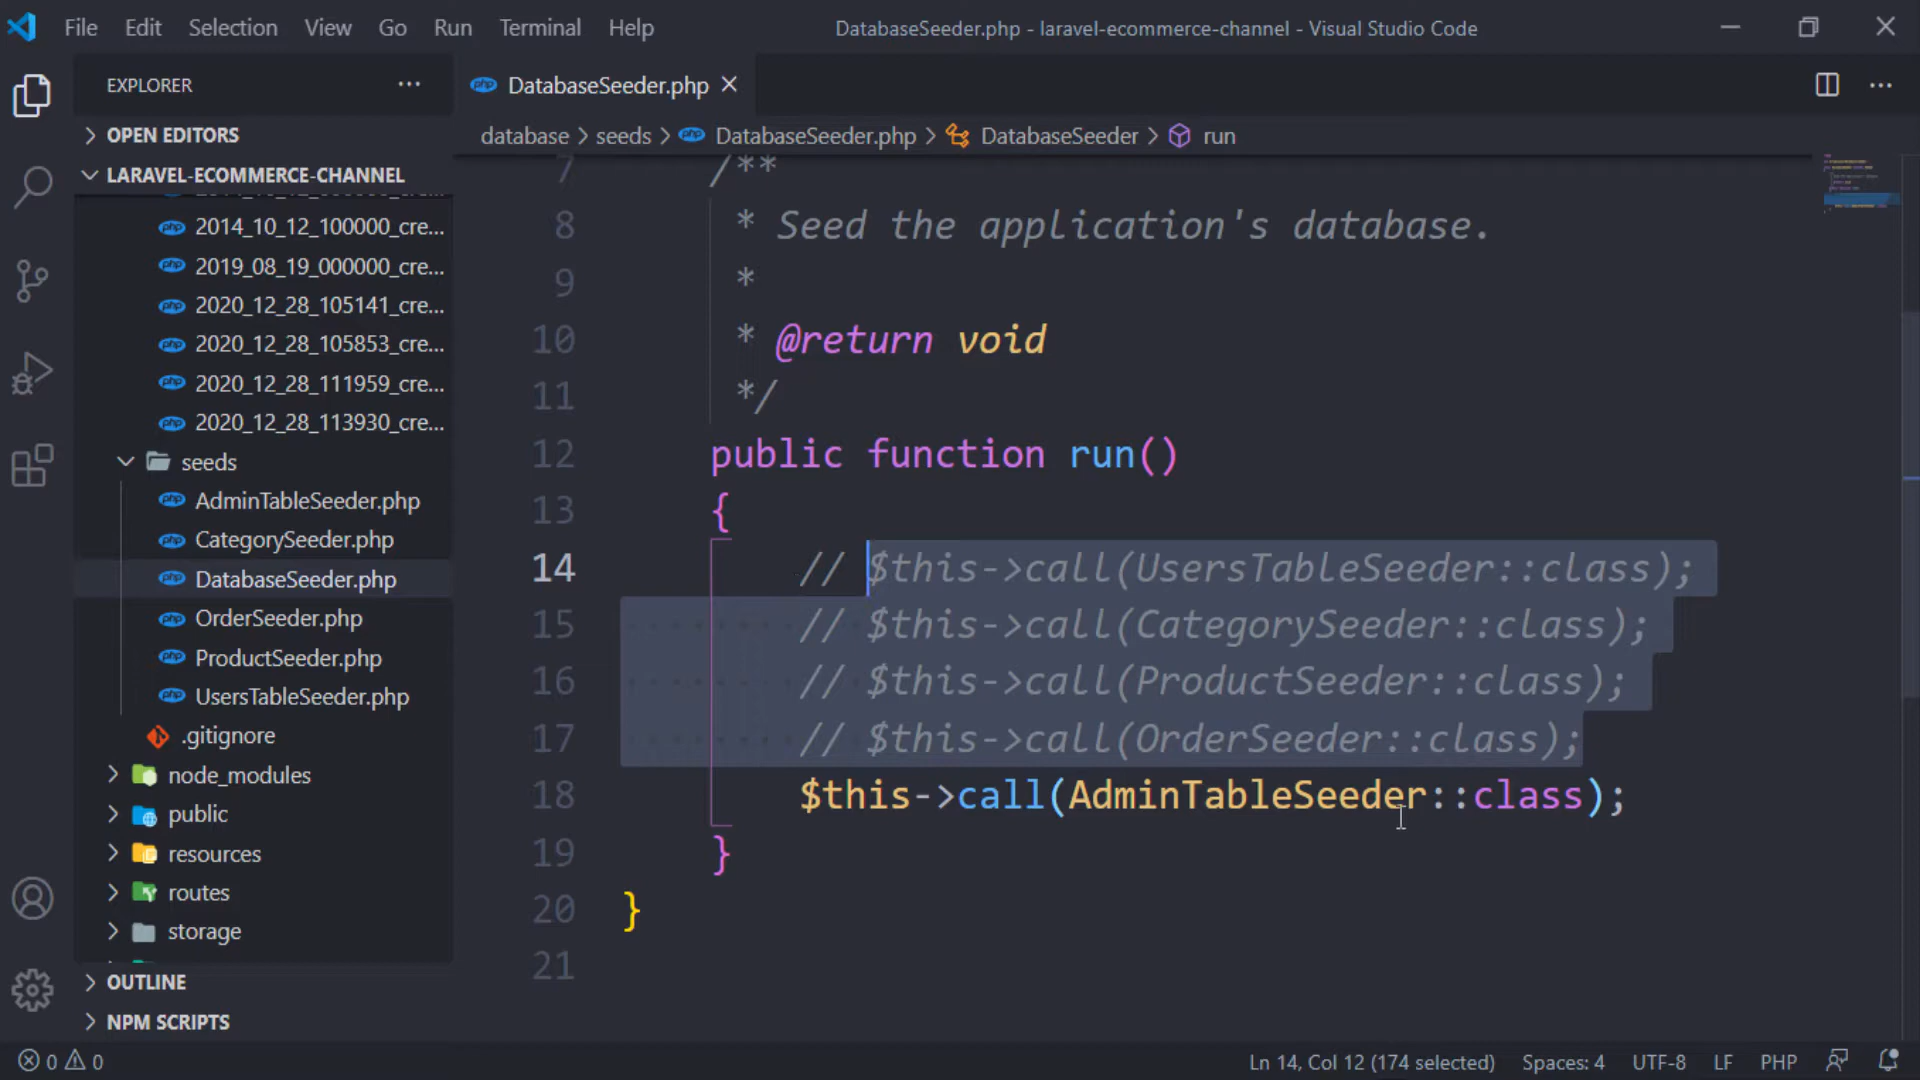 File Edit Selection View Go Run Terminal Help
DatabaseSeeder.php - laravel-ecommerce-channel - Visual Studio Code
EXPLORER
OPEN EDITORS
LARAVEL-ECOMMERCE-CHANNEL
2014_10_12_100000_cre...
2019_08_19_000000_cre...
2020_12_28_105141_cre...
2020_12_28_105853_cre...
2020_12_28_111959_cre...
2020_12_28_113930_cre...
seeds
AdminTableSeeder.php
CategorySeeder.php
DatabaseSeeder.php
OrderSeeder.php
ProductSeeder.php
UsersTableSeeder.php
.gitignore
node_modules
public
resources
routes
storage
OUTLINE
NPM SCRIPTS
DatabaseSeeder.php
database > seeds > DatabaseSeeder.php > DatabaseSeeder > run
7 /**
8 * Seed the application's database.
9 *
10 * @return void
11 */
12 public function run()
13 {
14 // $this->call(UsersTableSeeder::class);
15 // $this->call(CategorySeeder::class);
16 // $this->call(ProductSeeder::class);
17 // $this->call(OrderSeeder::class);
18 $this->call(AdminTableSeeder::class);
19 }
20 }
21
0 0
Ln 14, Col 12 (174 selected) Spaces: 4 UTF-8 LF PHP